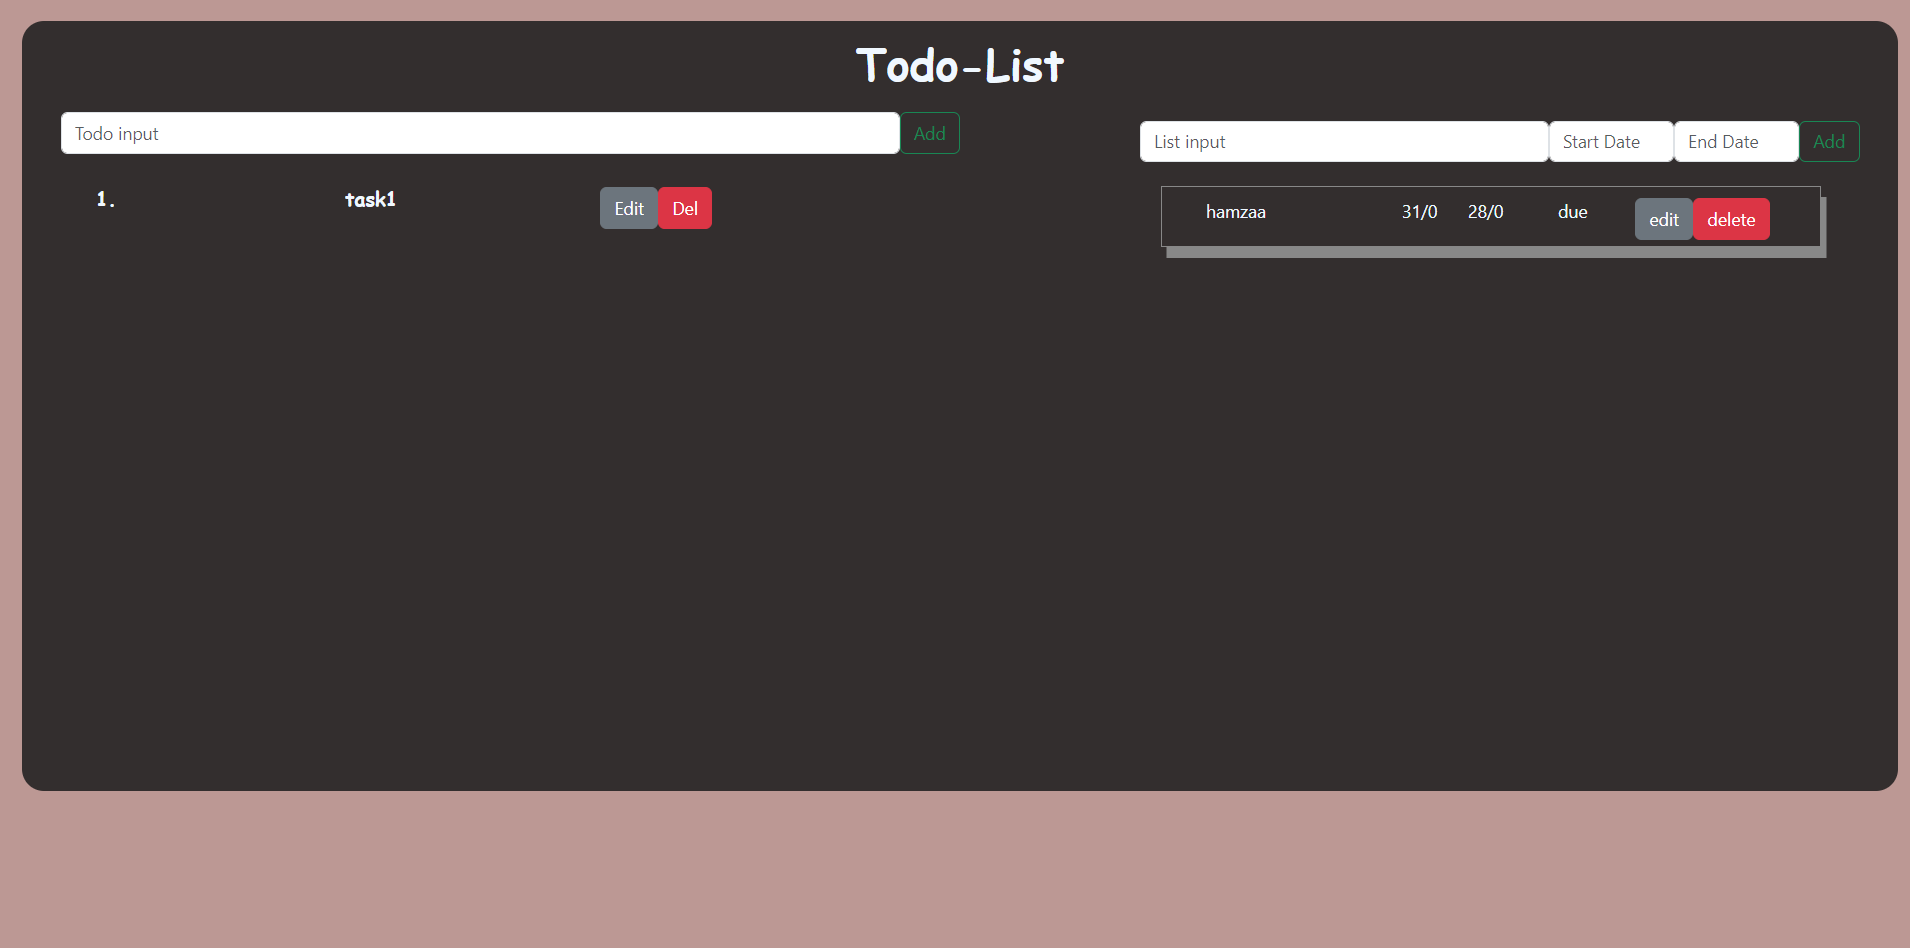 Todo-List
Todo input Add
List input Start Date End Date Add
1. task1 Edit Del
hamzaa 31/0 28/0 due edit delete